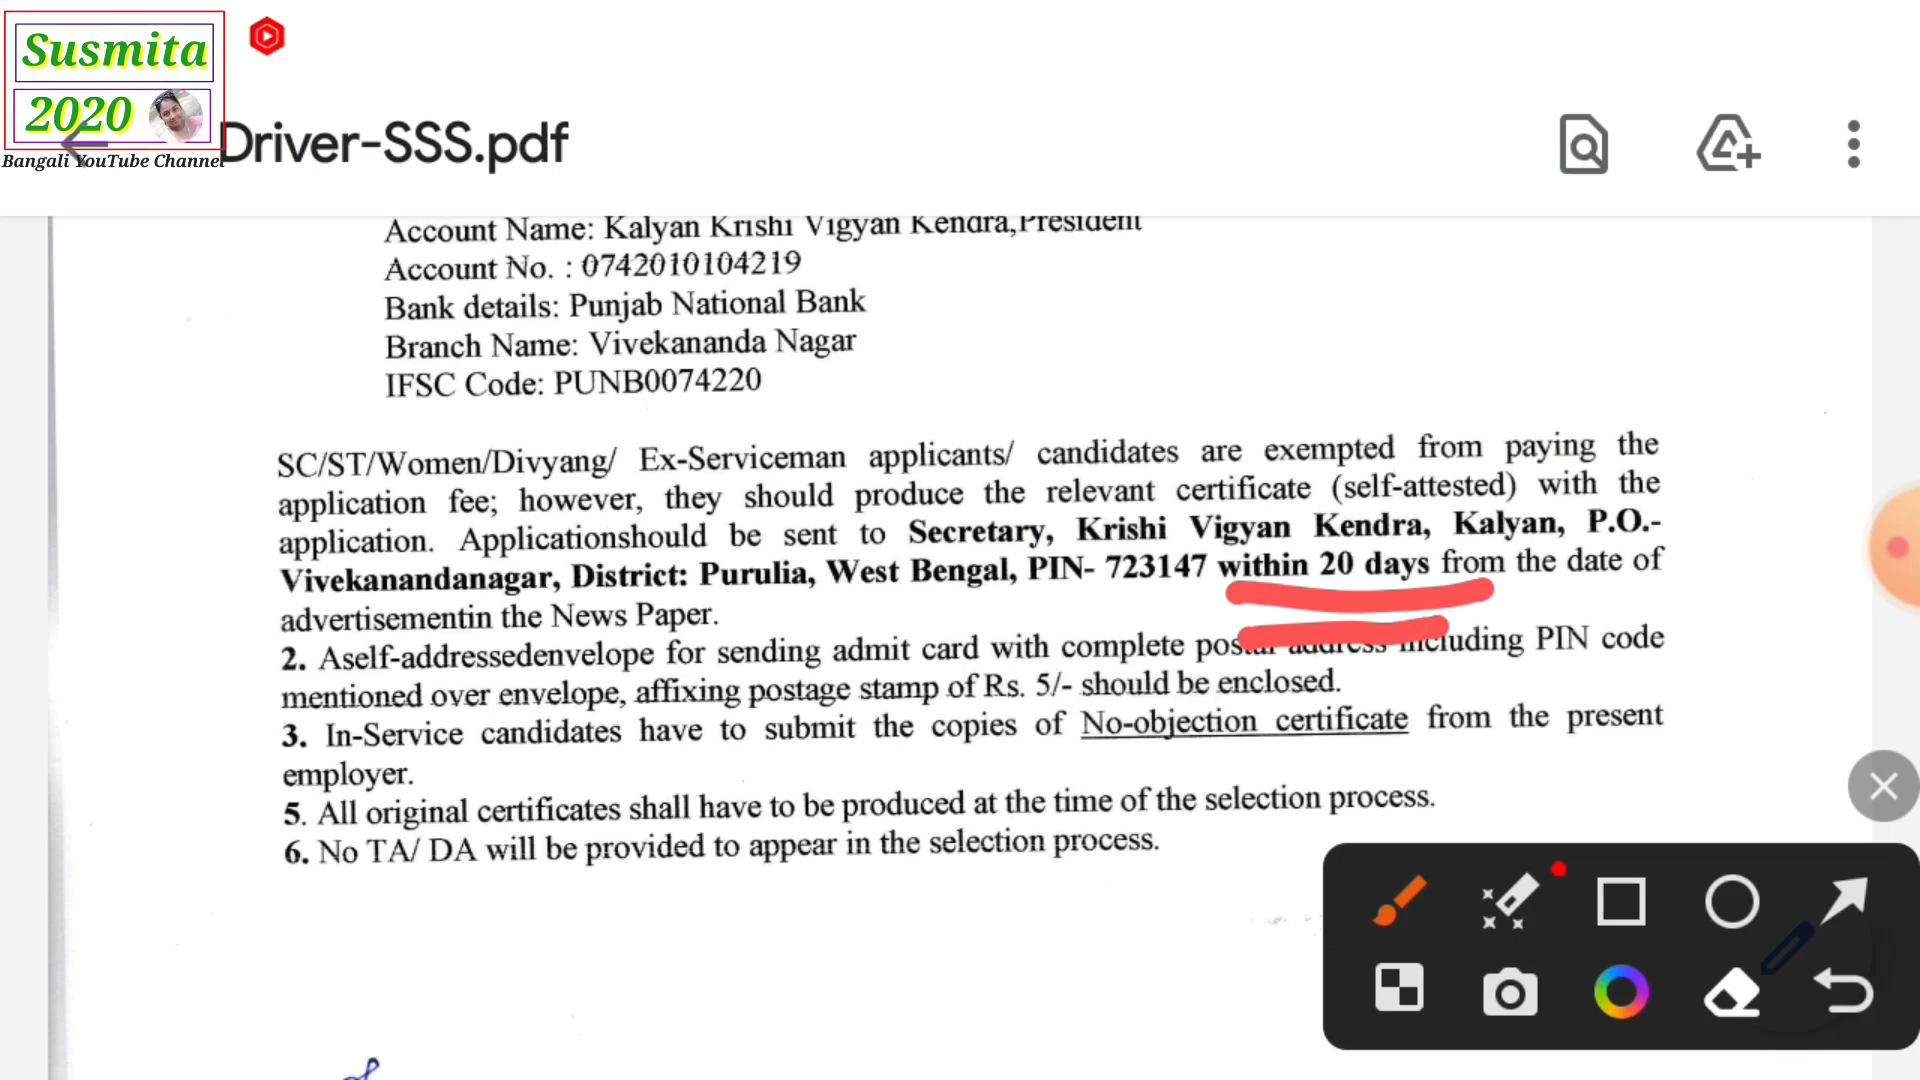 Susmita
2020
Bangali YouTube Channel
Driver-SSS.pdf
Account Name: Kalyan Krishi Vigyan Kendra,President
Account No. : 0742010104219
Bank details: Punjab National Bank
Branch Name: Vivekananda Nagar
IFSC Code: PUNB0074220
SC/ST/Women/Divyang/ Ex-Serviceman applicants/ candidates are exempted from paying the
application fee; however, they should produce the relevant certificate (self-attested) with the
application. Applicationshould be sent to Secretary, Krishi Vigyan Kendra, Kalyan, P.O.-
Vivekanandanagar, District: Purulia, West Bengal, PIN- 723147 within 20 days from the date of
advertisementin the News Paper.
2. Aself-addressedenvelope for sending admit card with complete postal address including PIN code
mentioned over envelope, affixing postage stamp of Rs. 5/- should be enclosed.
3. In-Service candidates have to submit the copies of No-objection certificate from the present
employer.
5. All original certificates shall have to be produced at the time of the selection process.
6. No TA/ DA will be provided to appear in the selection process.